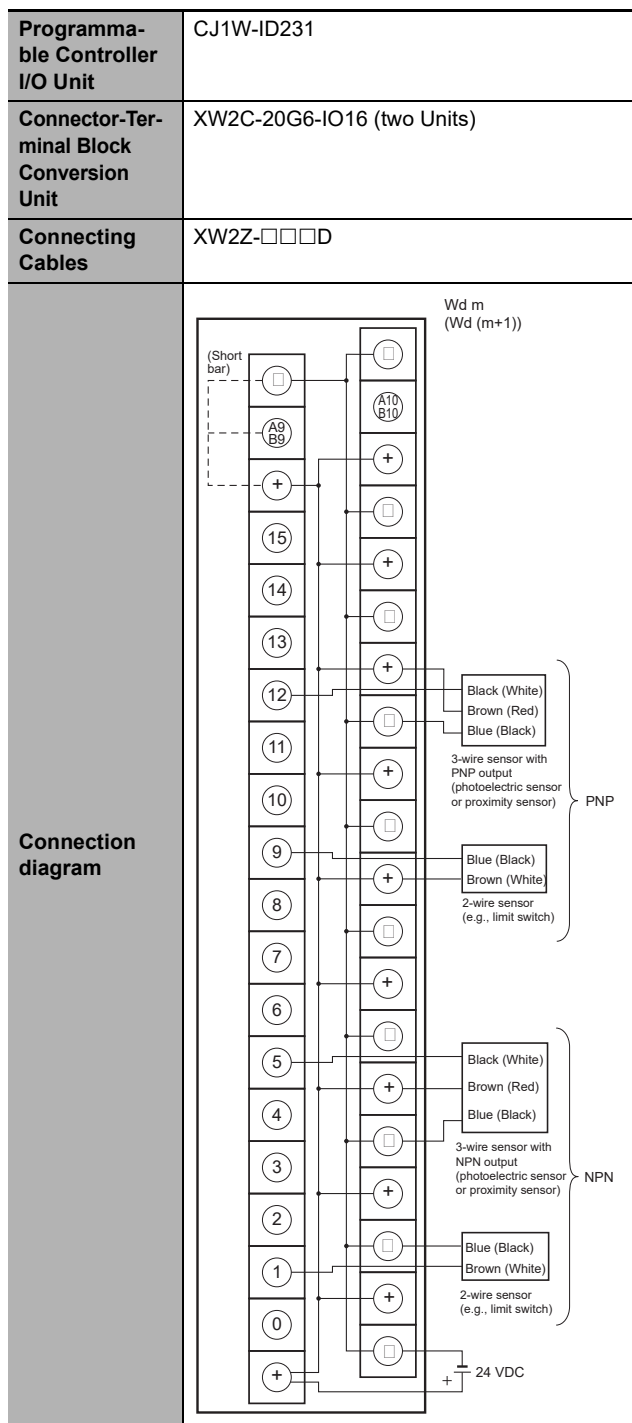 Programma-
ble Controller
I/O Unit
CJ1W-ID231
Connector-Ter-
minal Block
Conversion
Unit
XW2C-20G6-IO16 (two Units)
Connecting
Cables
XW2Z-□□□D
Connection
diagram
Wd m
(Wd (m+1))
(Short
bar)
□
A9
B9
+
15
14
13
12
11
10
9
8
7
6
5
4
3
2
1
0
+
□
A10
B10
+
□
+
□
+
□
+
□
+
□
+
□
+
□
+
□
+
□
Black (White)
Brown (Red)
Blue (Black)
3-wire sensor with
PNP output
(photoelectric sensor
or proximity sensor)
PNP
Blue (Black)
Brown (White)
2-wire sensor
(e.g., limit switch)
Black (White)
Brown (Red)
Blue (Black)
3-wire sensor with
NPN output
(photoelectric sensor
or proximity sensor)
NPN
Blue (Black)
Brown (White)
2-wire sensor
(e.g., limit switch)
+
24 VDC